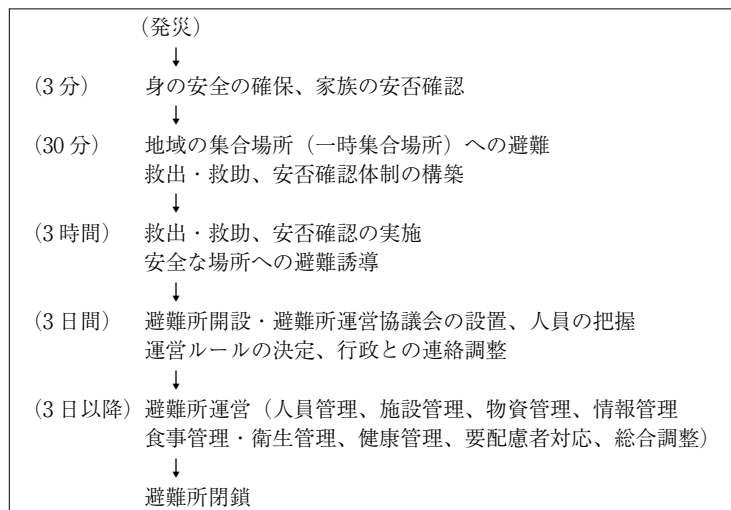 (発災)
↓
(3分) 身の安全の確保、家族の安否確認
↓
(30分) 地域の集合場所（一時集合場所）への避難
救出・救助、安否確認体制の構築
↓
(3時間) 救出・救助、安否確認の実施
安全な場所への避難誘導
↓
(3日間) 避難所開設・避難所運営協議会の設置、人員の把握
運営ルールの決定、行政との連絡調整
↓
(3日以降) 避難所運営（人員管理、施設管理、物資管理、情報管理
食事管理・衛生管理、健康管理、要配慮者対応、総合調整）
↓
避難所閉鎖